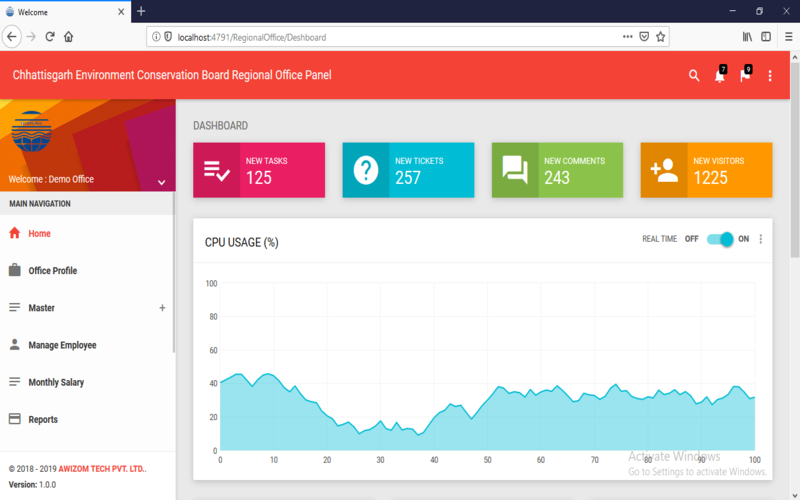 Welcome
localhost:4791/RegionalOffice/Deshboard
Chhattisgarh Environment Conservation Board Regional Office Panel
7
9
Welcome : Demo Office
MAIN NAVIGATION
Home
Office Profile
Master +
Manage Employee
Monthly Salary
Reports
© 2018 - 2019 AWIZOM TECH PVT. LTD..
Version: 1.0.0
DASHBOARD
NEW TASKS
125
NEW TICKETS
257
NEW COMMENTS
243
NEW VISITORS
1225
CPU USAGE (%)
REAL TIME OFF ON
100
80
60
40
20
0
0 10 20 30 40 50 60 70 80 90 100
Activate Windows
Go to Settings to activate Windows.